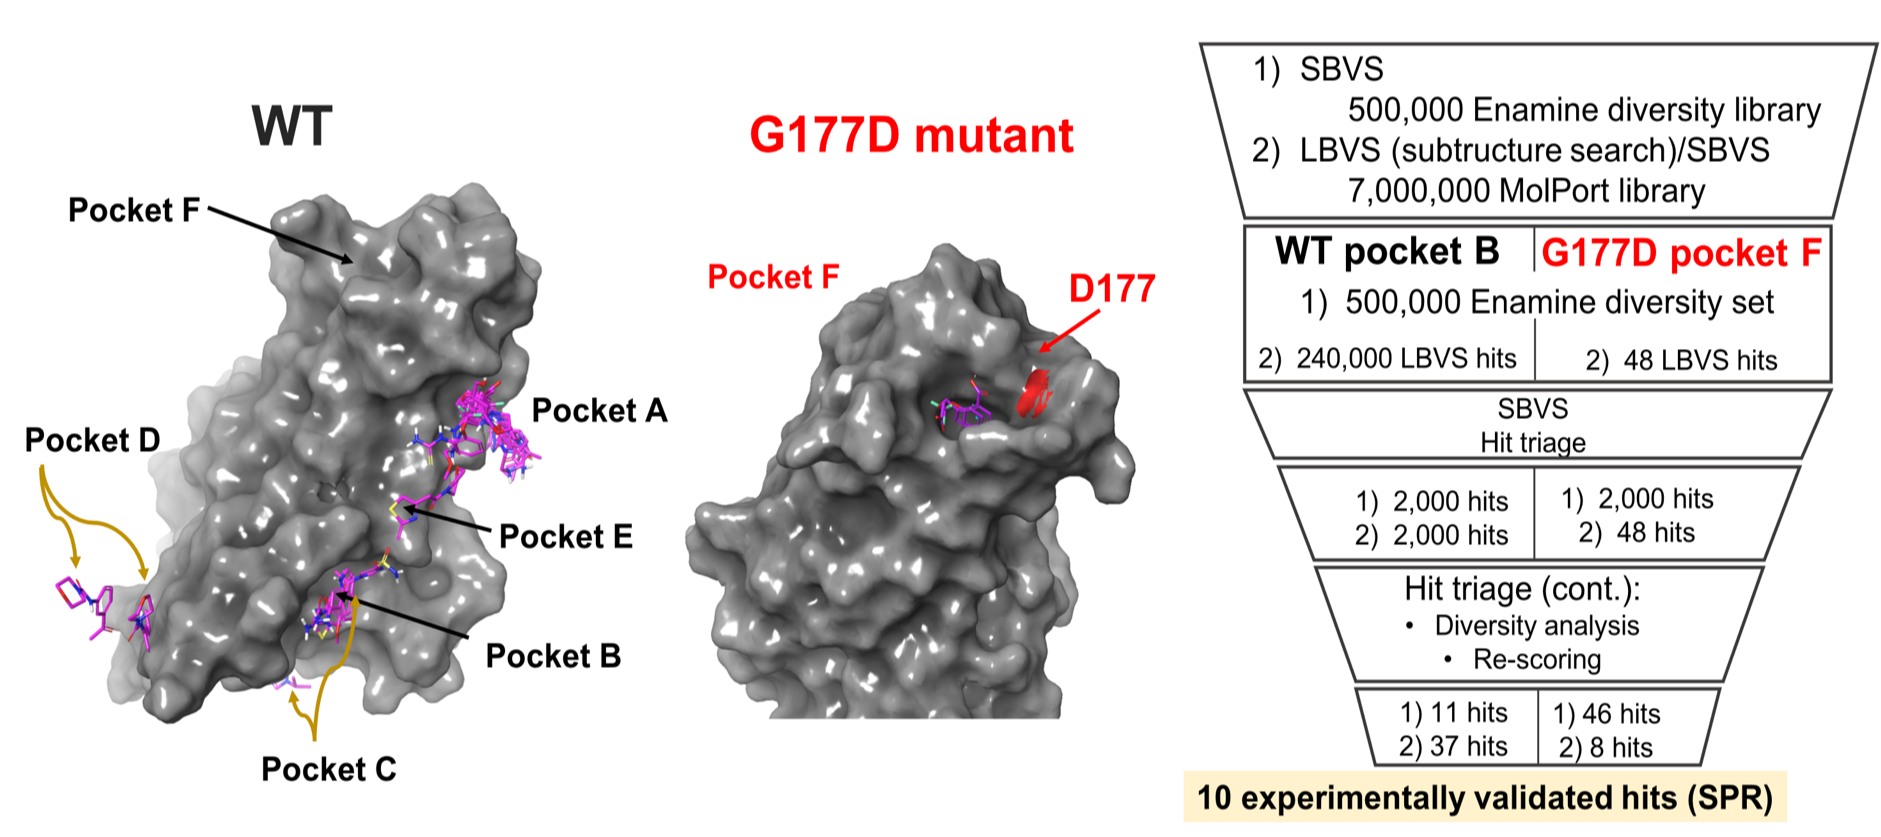 WT
Pocket F
Pocket A
Pocket D
Pocket E
Pocket B
Pocket C
G177D mutant
Pocket F
D177
1) SBVS
500,000 Enamine diversity library
2) LBVS (subtructure search)/SBVS
7,000,000 MolPort library
WT pocket B
G177D pocket F
1) 500,000 Enamine diversity set
2) 240,000 LBVS hits
2) 48 LBVS hits
SBVS
Hit triage
1) 2,000 hits
2) 2,000 hits
1) 2,000 hits
2) 48 hits
Hit triage (cont.):
• Diversity analysis
• Re-scoring
1) 11 hits
2) 37 hits
1) 46 hits
2) 8 hits
10 experimentally validated hits (SPR)